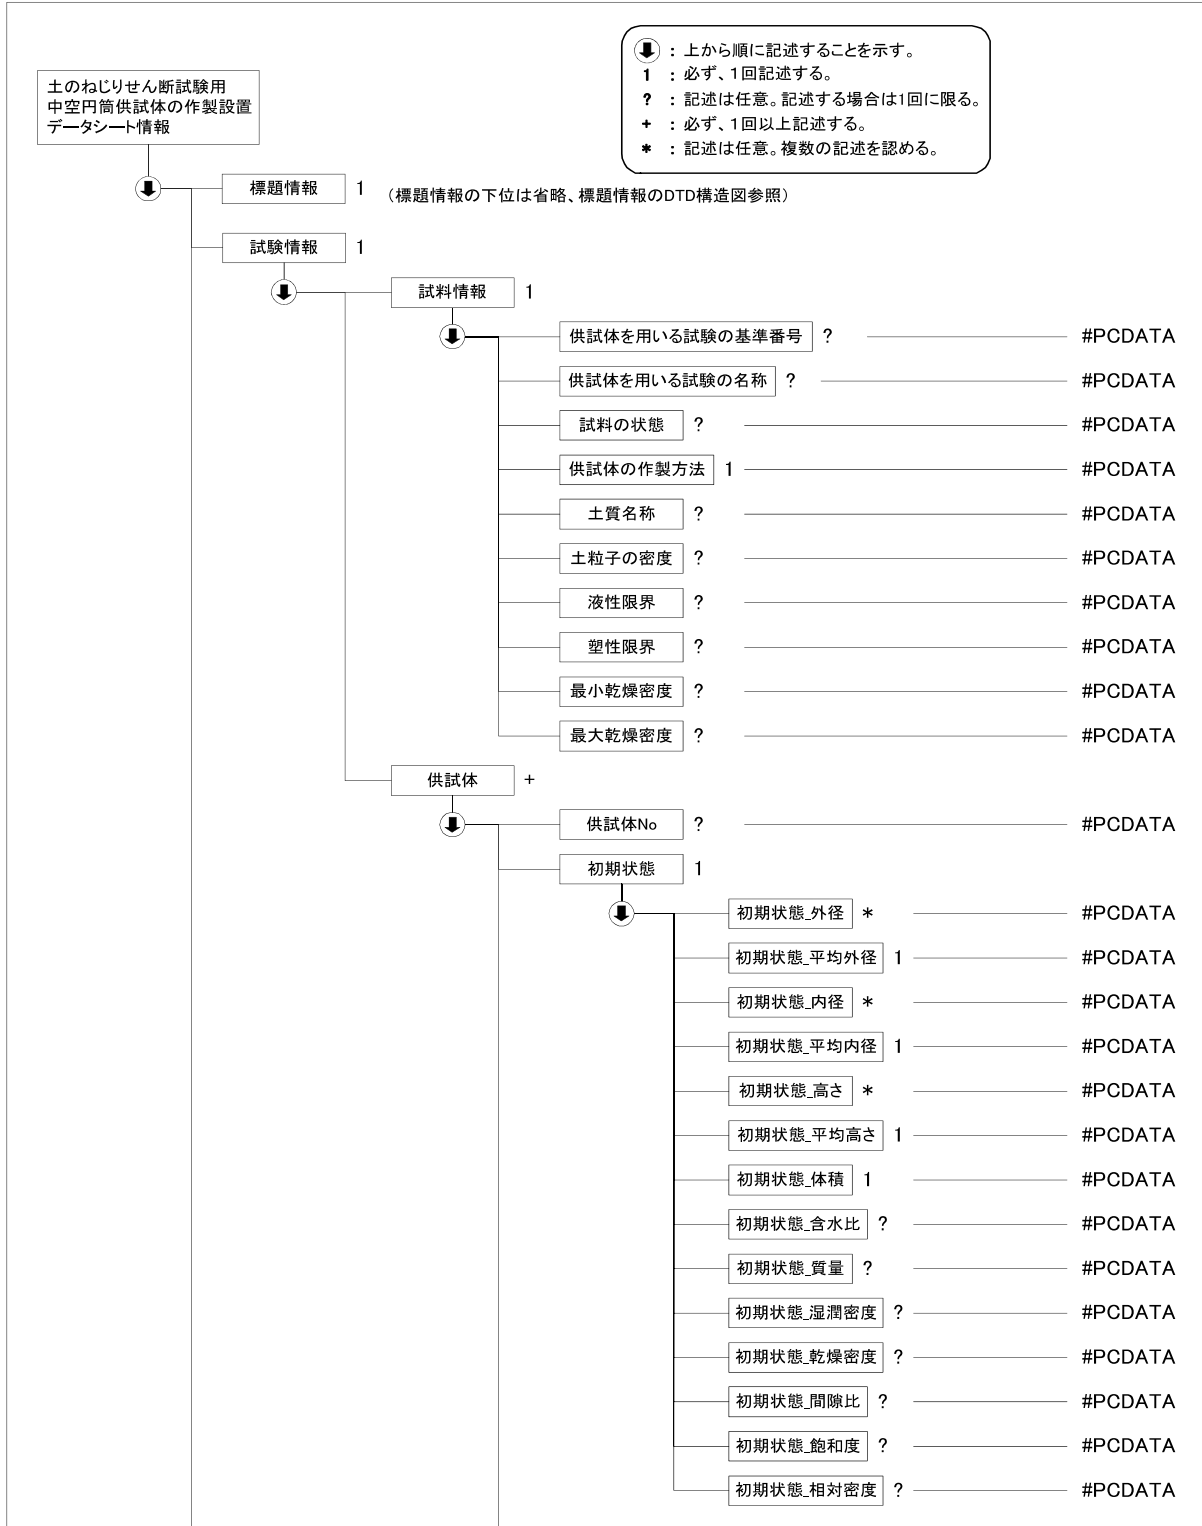 ：上から順に記述することを示す。
1 ：必ず、1回記述する。
? ：記述は任意。記述する場合は1回に限る。
+ ：必ず、1回以上記述する。
* ：記述は任意。複数の記述を認める。
土のねじりせん断試験用
中空円筒供試体の作製設置
データシート情報
標題情報 1 （標題情報の下位は省略、標題情報のDTD構造図参照）
試験情報 1
試料情報 1
供試体を用いる試験の基準番号 ? #PCDATA
供試体を用いる試験の名称 ? #PCDATA
試料の状態 ? #PCDATA
供試体の作製方法 1 #PCDATA
土質名称 ? #PCDATA
土粒子の密度 ? #PCDATA
液性限界 ? #PCDATA
塑性限界 ? #PCDATA
最小乾燥密度 ? #PCDATA
最大乾燥密度 ? #PCDATA
供試体 +
供試体No ? #PCDATA
初期状態 1
初期状態_外径 * #PCDATA
初期状態_平均外径 1 #PCDATA
初期状態_内径 * #PCDATA
初期状態_平均内径 1 #PCDATA
初期状態_高さ * #PCDATA
初期状態_平均高さ 1 #PCDATA
初期状態_体積 1 #PCDATA
初期状態_含水比 ? #PCDATA
初期状態_質量 ? #PCDATA
初期状態_湿潤密度 ? #PCDATA
初期状態_乾燥密度 ? #PCDATA
初期状態_間隙比 ? #PCDATA
初期状態_飽和度 ? #PCDATA
初期状態_相対密度 ? #PCDATA